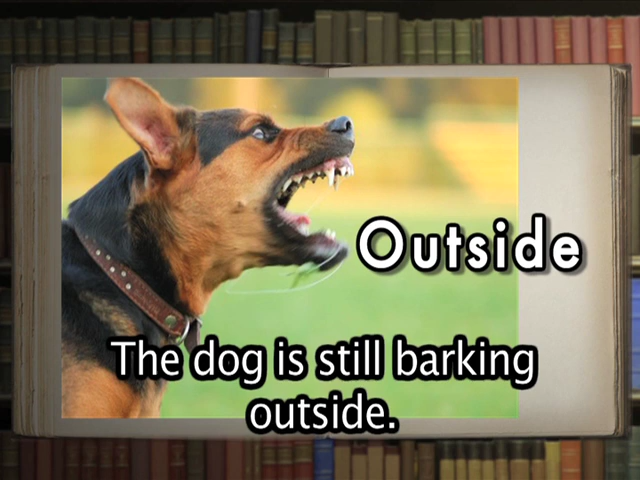 Outside
The dog is still barking
outside.